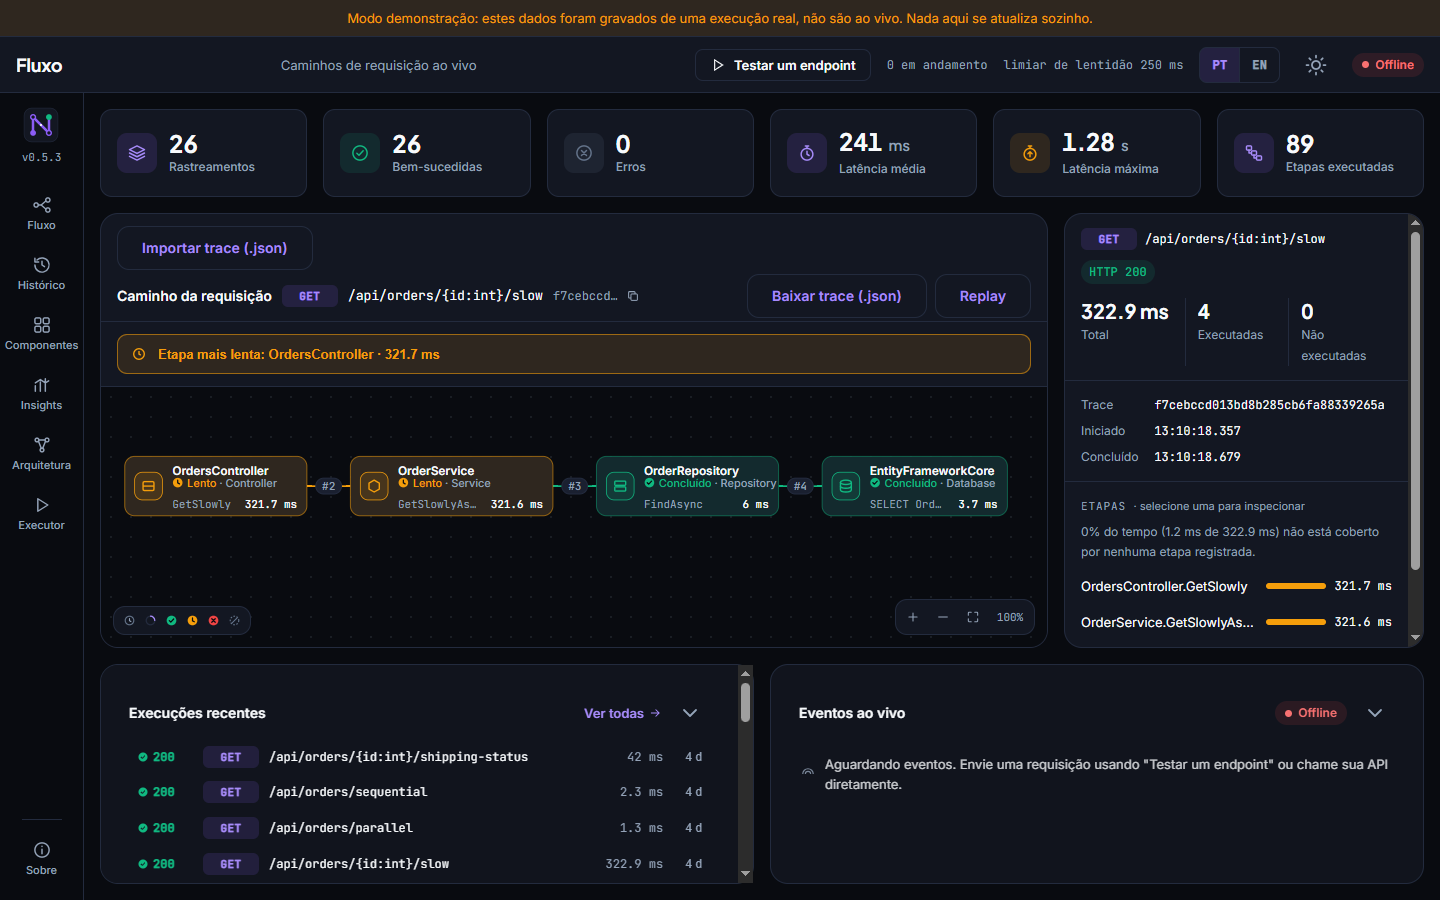 Modo demonstração: estes dados foram gravados de uma execução real, não são ao vivo. Nada aqui se atualiza sozinho.
Fluxo
Caminhos de requisição ao vivo
Testar um endpoint
0 em andamento
limiar de lentidão 250 ms
PT
EN
Offline
v0.5.3
Fluxo
Histórico
Componentes
Insights
Arquitetura
Executor
Sobre
26
Rastreamentos
26
Bem-sucedidas
0
Erros
241 ms
Latência média
1.28 s
Latência máxima
89
Etapas executadas
Importar trace (.json)
Caminho da requisição
GET
/api/orders/{id:int}/slow
f7cebccd…
Baixar trace (.json)
Replay
Etapa mais lenta: OrdersController · 321.7 ms
OrdersController
Lento · Controller
GetSlowly 321.7 ms
#2
OrderService
Lento · Service
GetSlowlyAs… 321.6 ms
#3
OrderRepository
Concluído · Repository
FindAsync 6 ms
#4
EntityFrameworkCore
Concluído · Database
SELECT Ord… 3.7 ms
100%
GET /api/orders/{id:int}/slow
HTTP 200
322.9 ms
Total
4
Executadas
0
Não
executadas
Trace f7cebccd013bd8b285cb6fa88339265a
Iniciado 13:10:18.357
Concluído 13:10:18.679
ETAPAS · selecione uma para inspecionar
0% do tempo (1.2 ms de 322.9 ms) não está coberto
por nenhuma etapa registrada.
OrdersController.GetSlowly 321.7 ms
OrderService.GetSlowlyAs… 321.6 ms
Execuções recentes
Ver todas →
200 GET /api/orders/{id:int}/shipping-status 42 ms 4 d
200 GET /api/orders/sequential 2.3 ms 4 d
200 GET /api/orders/parallel 1.3 ms 4 d
200 GET /api/orders/{id:int}/slow 322.9 ms 4 d
Eventos ao vivo
Offline
Aguardando eventos. Envie uma requisição usando "Testar um endpoint" ou chame sua API
diretamente.